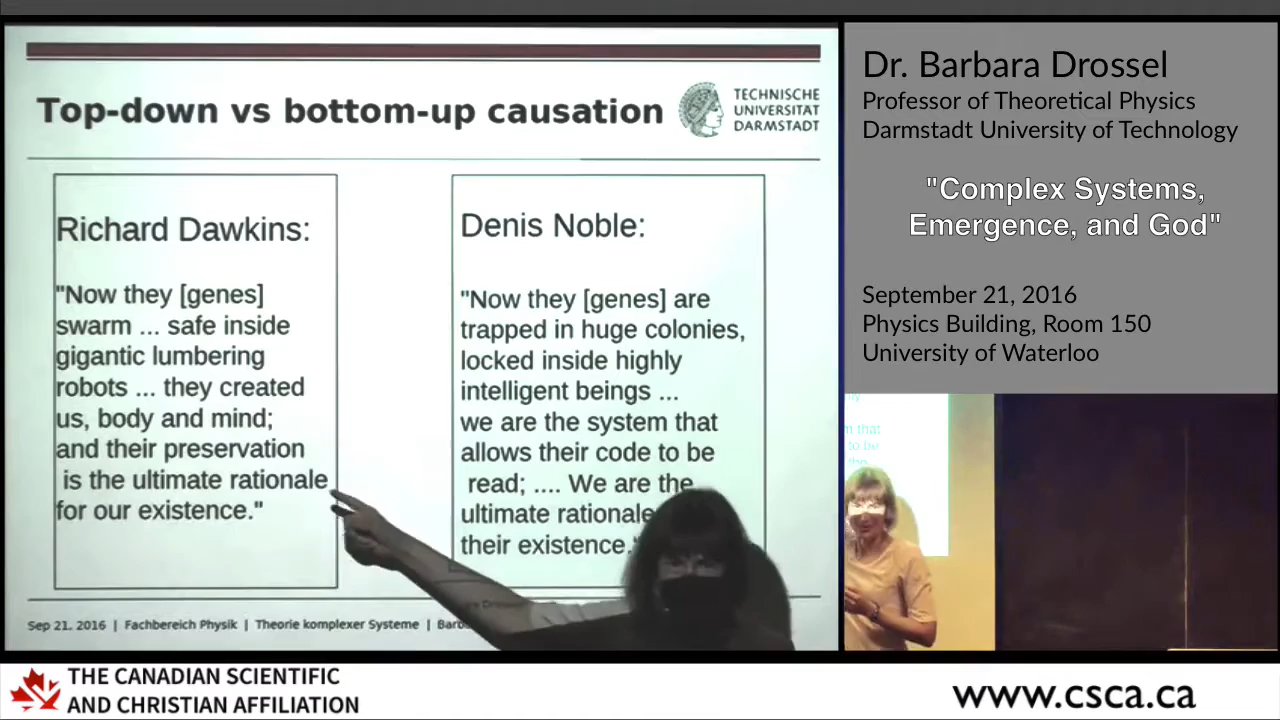 Top-down vs bottom-up causation
TECHNISCHE
UNIVERSITÄT
DARMSTADT
Richard Dawkins:
"Now they [genes]
swarm ... safe inside
gigantic lumbering
robots ... they created
us, body and mind;
and their preservation
is the ultimate rationale
for our existence."
Denis Noble:
"Now they [genes] are
trapped in huge colonies,
locked inside highly
intelligent beings ...
we are the system that
allows their code to be
read; .... We are the
ultimate rationale
their existence."
Sep 21. 2016 | Fachbereich Physik | Theorie komplexer Systeme |
Dr. Barbara Drossel
Professor of Theoretical Physics
Darmstadt University of Technology
"Complex Systems,
Emergence, and God"
September 21, 2016
Physics Building, Room 150
University of Waterloo
that
to be
THE CANADIAN SCIENTIFIC
AND CHRISTIAN AFFILIATION
www.csca.ca